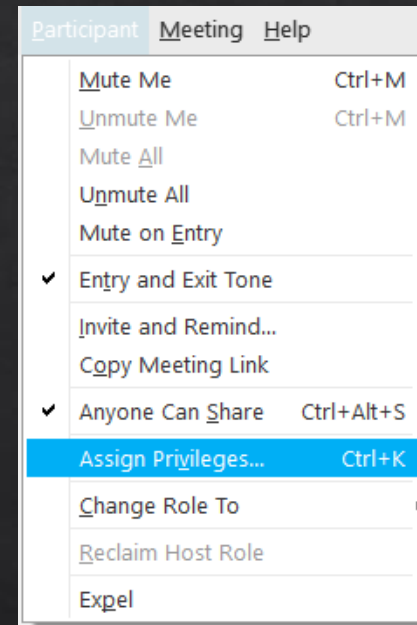 Participant Meeting Help
Mute Me Ctrl+M
Unmute Me Ctrl+M
Mute All
Unmute All
Mute on Entry
Entry and Exit Tone
Invite and Remind...
Copy Meeting Link
Anyone Can Share Ctrl+Alt+S
Assign Privileges... Ctrl+K
Change Role To
Reclaim Host Role
Expel